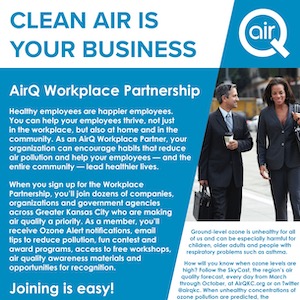 CLEAN AIR IS
YOUR BUSINESS
air
Q
AirQ Workplace Partnership
Healthy employees are happier employees.
You can help your employees thrive, not just
in the workplace, but also at home and in the
community. As an AirQ Workplace Partner, your
organization can encourage habits that reduce
air pollution and help your employees — and the
entire community — lead healthier lives.
When you sign up for the Workplace
Partnership, you'll join dozens of companies,
organizations and government agencies
across Greater Kansas City who are making
air quality a priority. As a member, you'll
receive Ozone Alert notifications, email
tips to reduce pollution, fun contest and
award programs, access to free workshops,
air quality awareness materials and
opportunities for recognition.
Joining is easy!
Ground-level ozone is unhealthy for all
of us and can be especially harmful for
children, older adults and people with
respiratory problems such as asthma.
How will you know when ozone levels are
high? Follow the SkyCast, the region's air
quality forecast, every day from March
through October, at AirQKC.org or on Twitter
@airqkc. When unhealthy concentrations
of ozone pollution are predicted, the